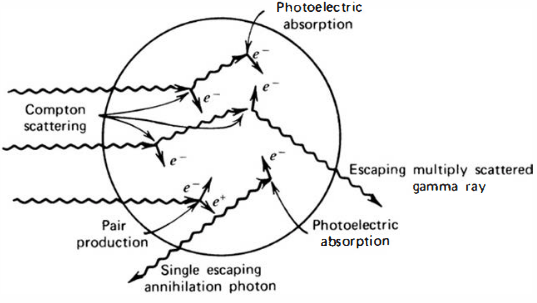 Photoelectric
absorption
e⁻
e⁻
e⁻
Compton
scattering
e⁻
e⁻
Escaping multiply scattered
gamma ray
e⁻
e⁺
Pair
production
Photoelectric
absorption
Single escaping
annihilation photon